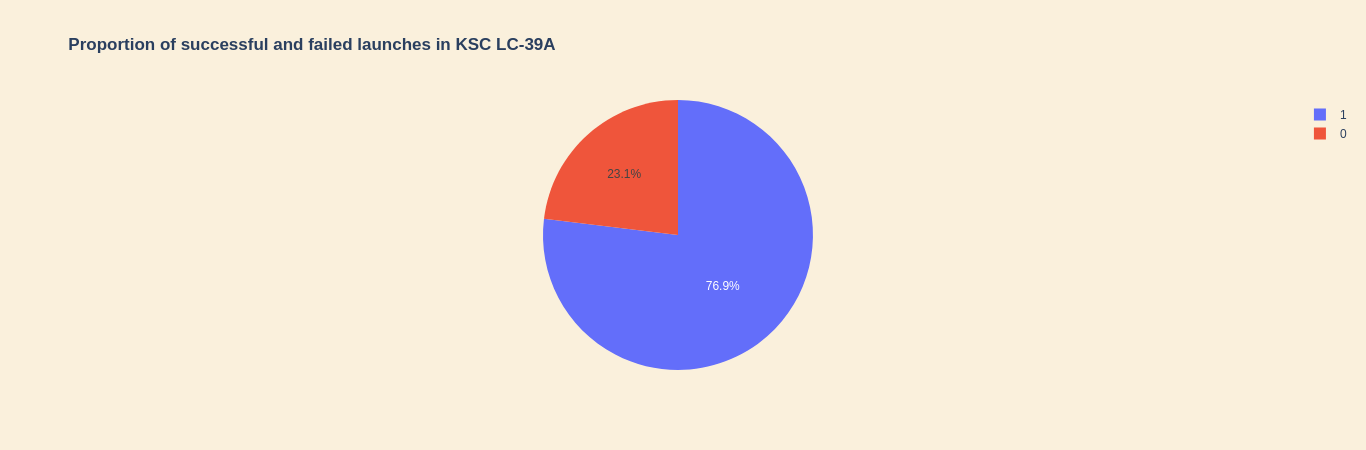 Proportion of successful and failed launches in KSC LC-39A
1
0
23.1%
76.9%